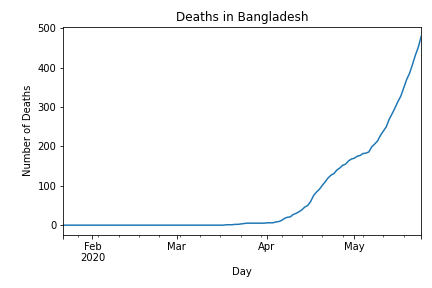 Deaths in Bangladesh
500
400
300
200
100
0
Number of Deaths
Feb
2020
Mar
Apr
May
Day